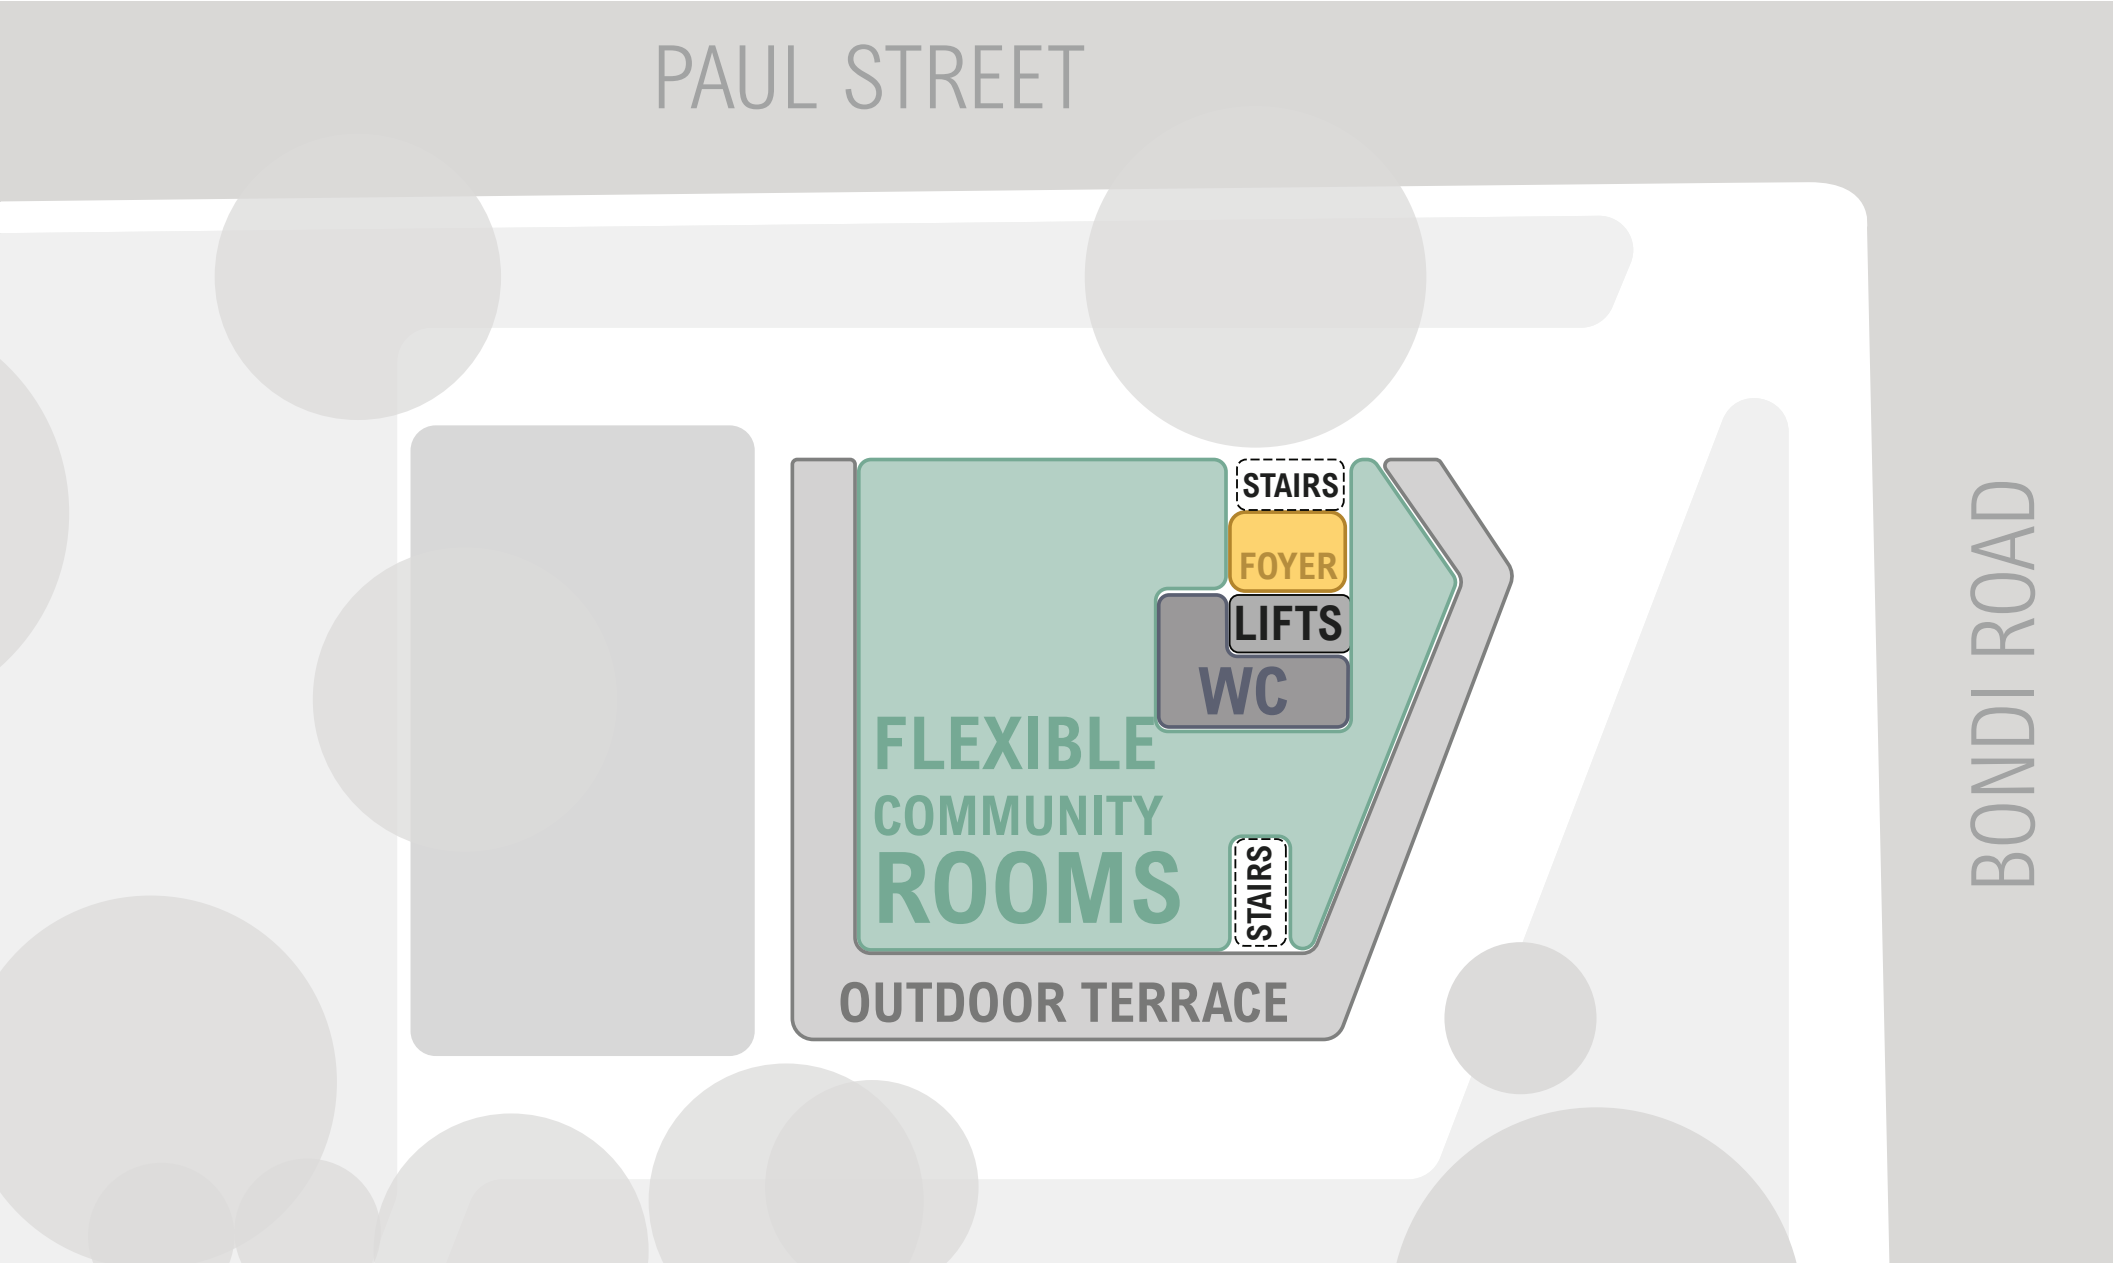 PAUL STREET
STAIRS
FOYER
LIFTS
WC
FLEXIBLE
COMMUNITY
ROOMS
STAIRS
OUTDOOR TERRACE
BONDI ROAD